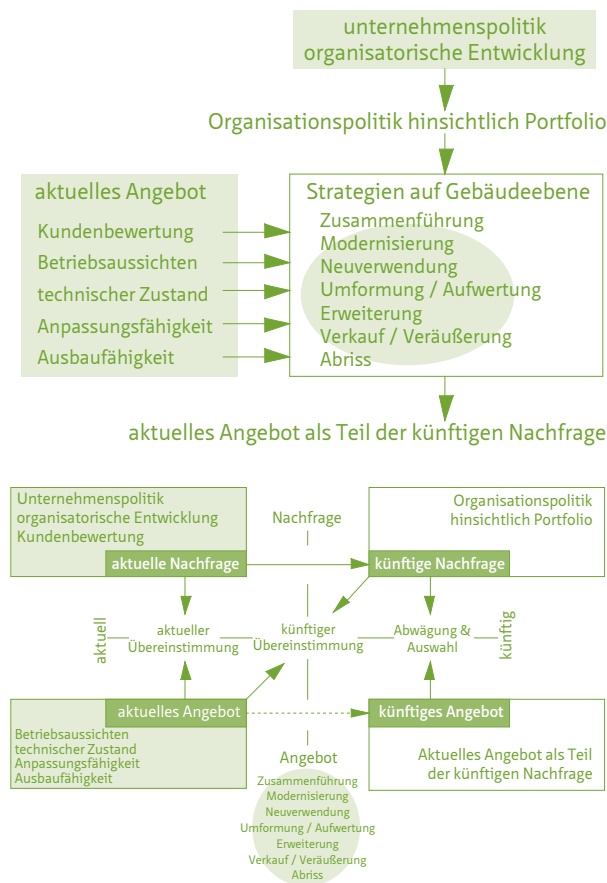 unternehmenspolitik
organisatorische Entwicklung
Organisationspolitik hinsichtlich Portfolio
aktuelles Angebot
Kundenbewertung
Betriebsaussichten
technischer Zustand
Anpassungsfähigkeit
Ausbaufähigkeit
Strategien auf Gebäudeebene
Zusammenführung
Modernisierung
Neuverwendung
Umformung / Aufwertung
Erweiterung
Verkauf / Veräußerung
Abriss
aktuelles Angebot als Teil der künftigen Nachfrage
Unternehmenspolitik
organisatorische Entwicklung
Kundenbewertung
aktuelle Nachfrage
Nachfrage
Organisationspolitik
hinsichtlich Portfolio
künftige Nachfrage
aktuell
aktueller
Übereinstimmung
künftiger
Übereinstimmung
Abwägung &
Auswahl
künftig
aktuelles Angebot
Betriebsaussichten
technischer Zustand
Anpassungsfähigkeit
Ausbaufähigkeit
künftiges Angebot
Aktuelles Angebot als Teil
der künftigen Nachfrage
Angebot
Zusammenführung
Modernisierung
Neuverwendung
Umformung / Aufwertung
Erweiterung
Verkauf / Veräußerung
Abriss